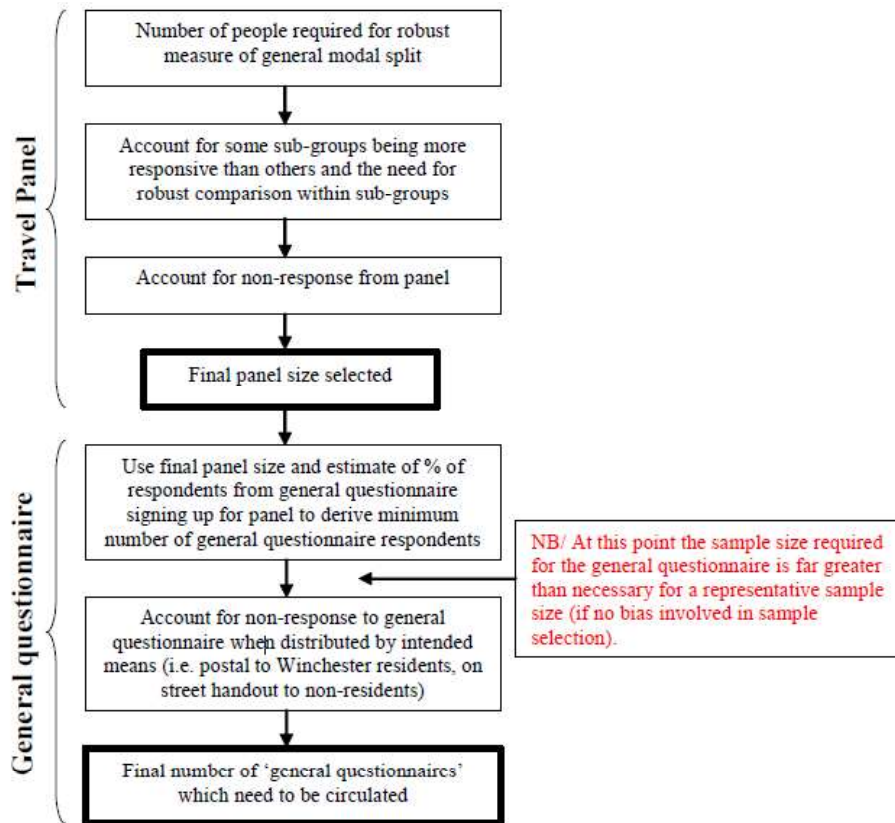 Travel Panel
Number of people required for robust
measure of general modal split
Account for some sub-groups being more
responsive than others and the need for
robust comparison within sub-groups
Account for non-response from panel
Final panel size selected
General questionnaire
Use final panel size and estimate of % of
respondents from general questionnaire
signing up for panel to derive minimum
number of general questionnaire respondents
NB/ At this point the sample size required
for the general questionnaire is far greater
than necessary for a representative sample
size (if no bias involved in sample
selection).
Account for non-response to general
questionnaire when distributed by intended
means (i.e. postal to Winchester residents, on
street handout to non-residents)
Final number of ‘general questionnaires’
which need to be circulated